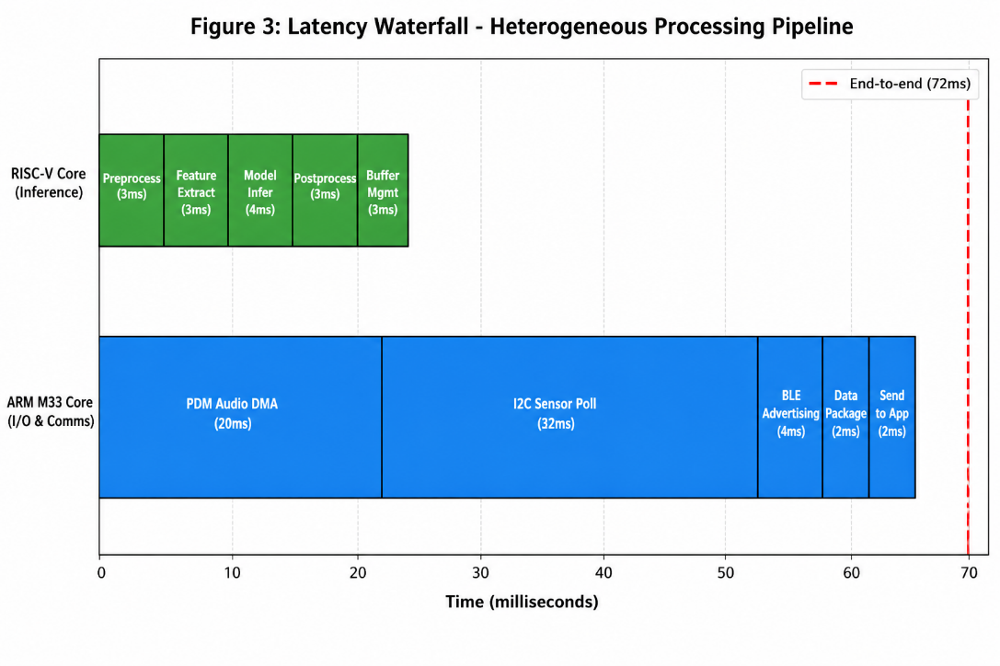 Figure 3: Latency Waterfall - Heterogeneous Processing Pipeline
End-to-end (72ms)
RISC-V Core
(Inference)
Preprocess
(3ms)
Feature
Extract
(3ms)
Model
Infer
(4ms)
Postprocess
(3ms)
Buffer
Mgmt
(3ms)
ARM M33 Core
(I/O & Comms)
PDM Audio DMA
(20ms)
I2C Sensor Poll
(32ms)
BLE
Advertising
(4ms)
Data
Package
(2ms)
Send
to App
(2ms)
0 10 20 30 40 50 60 70
Time (milliseconds)